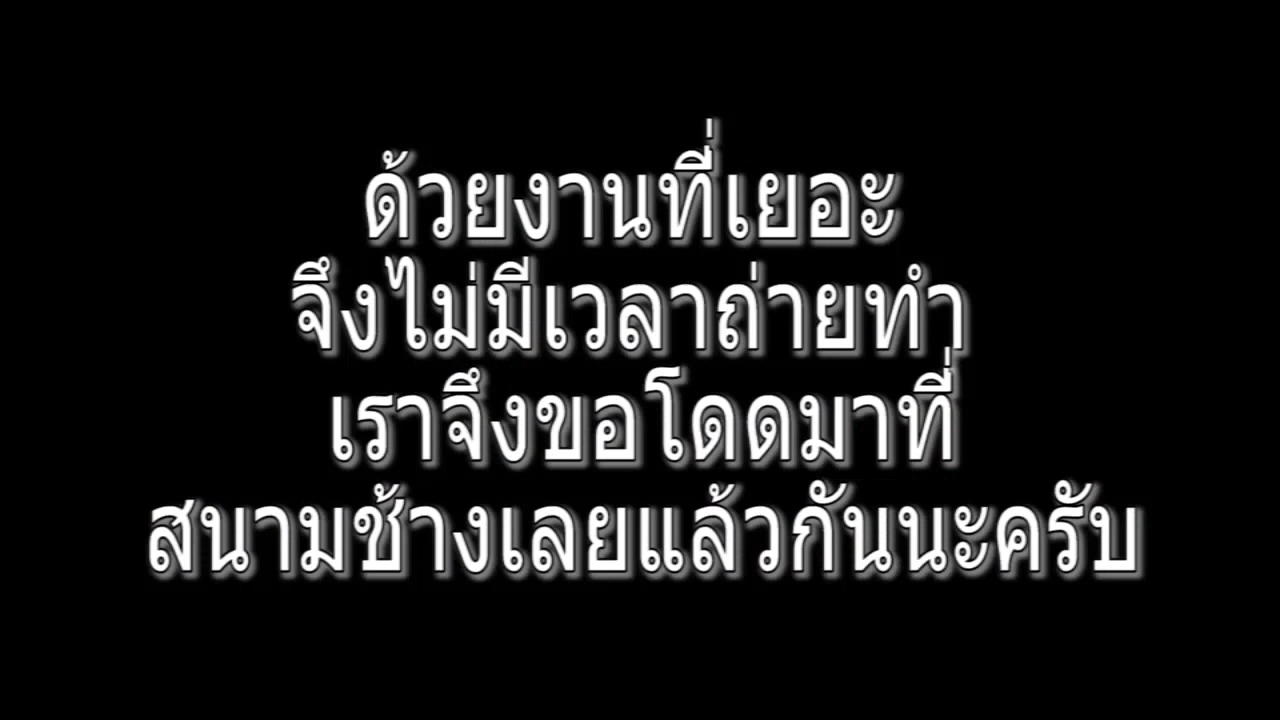 ด้วยงานที่เยอะ
จึงไม่มีเวลาถ่ายทำ
เราจึงขอโดดมาที่
สนามช้างเลยแล้วกันนะครับ